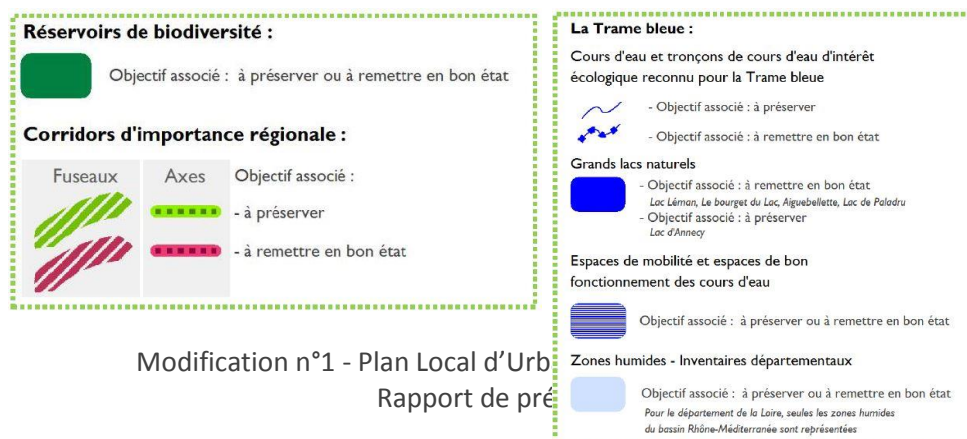 Réservoirs de biodiversité :
Objectif associé : à préserver ou à remettre en bon état
Corridors d'importance régionale :
Fuseaux Axes Objectif associé :
- à préserver
- à remettre en bon état
La Trame bleue :
Cours d'eau et tronçons de cours d'eau d'intérêt
écologique reconnu pour la Trame bleue
- Objectif associé : à préserver
- Objectif associé : à remettre en bon état
Grands lacs naturels
- Objectif associé : à remettre en bon état
Lac Léman, Le bourget du Lac, Aiguebellette, Lac de Paladru
- Objectif associé : à préserver
Lac d'Annecy
Espaces de mobilité et espaces de bon
fonctionnement des cours d'eau
Objectif associé : à préserver ou à remettre en bon état
Zones humides - Inventaires départementaux
Objectif associé : à préserver ou à remettre en bon état
Pour le département de la Loire, seules les zones humides
du bassin Rhône-Méditerranée sont représentées
Modification n°1 - Plan Local d'Urb
Rapport de pré